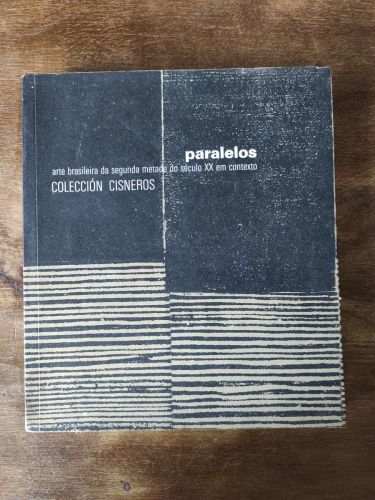 paralelos
arte brasileira da segunda metade do século XX em contexto
COLECCIÓN CISNEROS